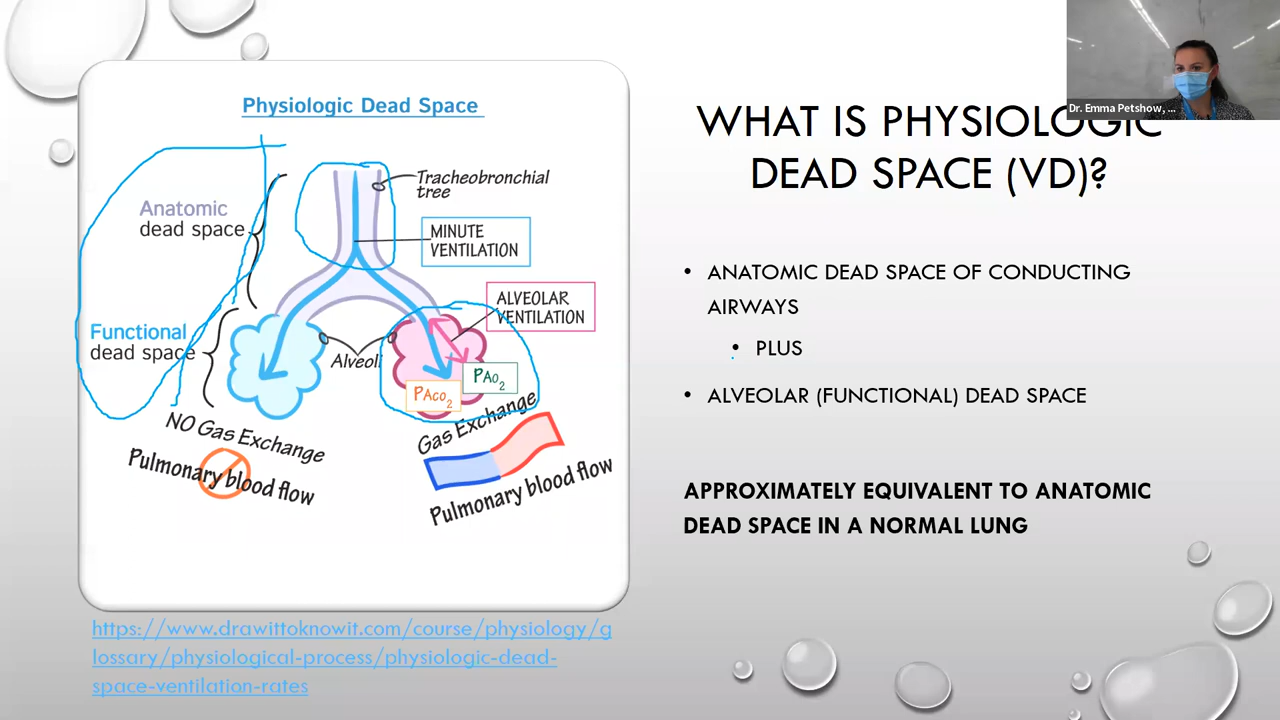 Physiologic Dead Space
Tracheobronchial
tree
Anatomic
dead space
MINUTE
VENTILATION
ALVEOLAR
VENTILATION
Functional
dead space
Alveoli
PAO2
PACO2
NO Gas Exchange
Gas Exchange
Pulmonary blood flow
Pulmonary blood flow
https://www.drawittoknowit.com/course/physiology/g
lossary/physiological-process/physiologic-dead-
space-ventilation-rates
Dr. Emma Petshow, ...
WHAT IS PHYSIOLOGIC
DEAD SPACE (VD)?
• ANATOMIC DEAD SPACE OF CONDUCTING
AIRWAYS
• PLUS
• ALVEOLAR (FUNCTIONAL) DEAD SPACE
APPROXIMATELY EQUIVALENT TO ANATOMIC
DEAD SPACE IN A NORMAL LUNG